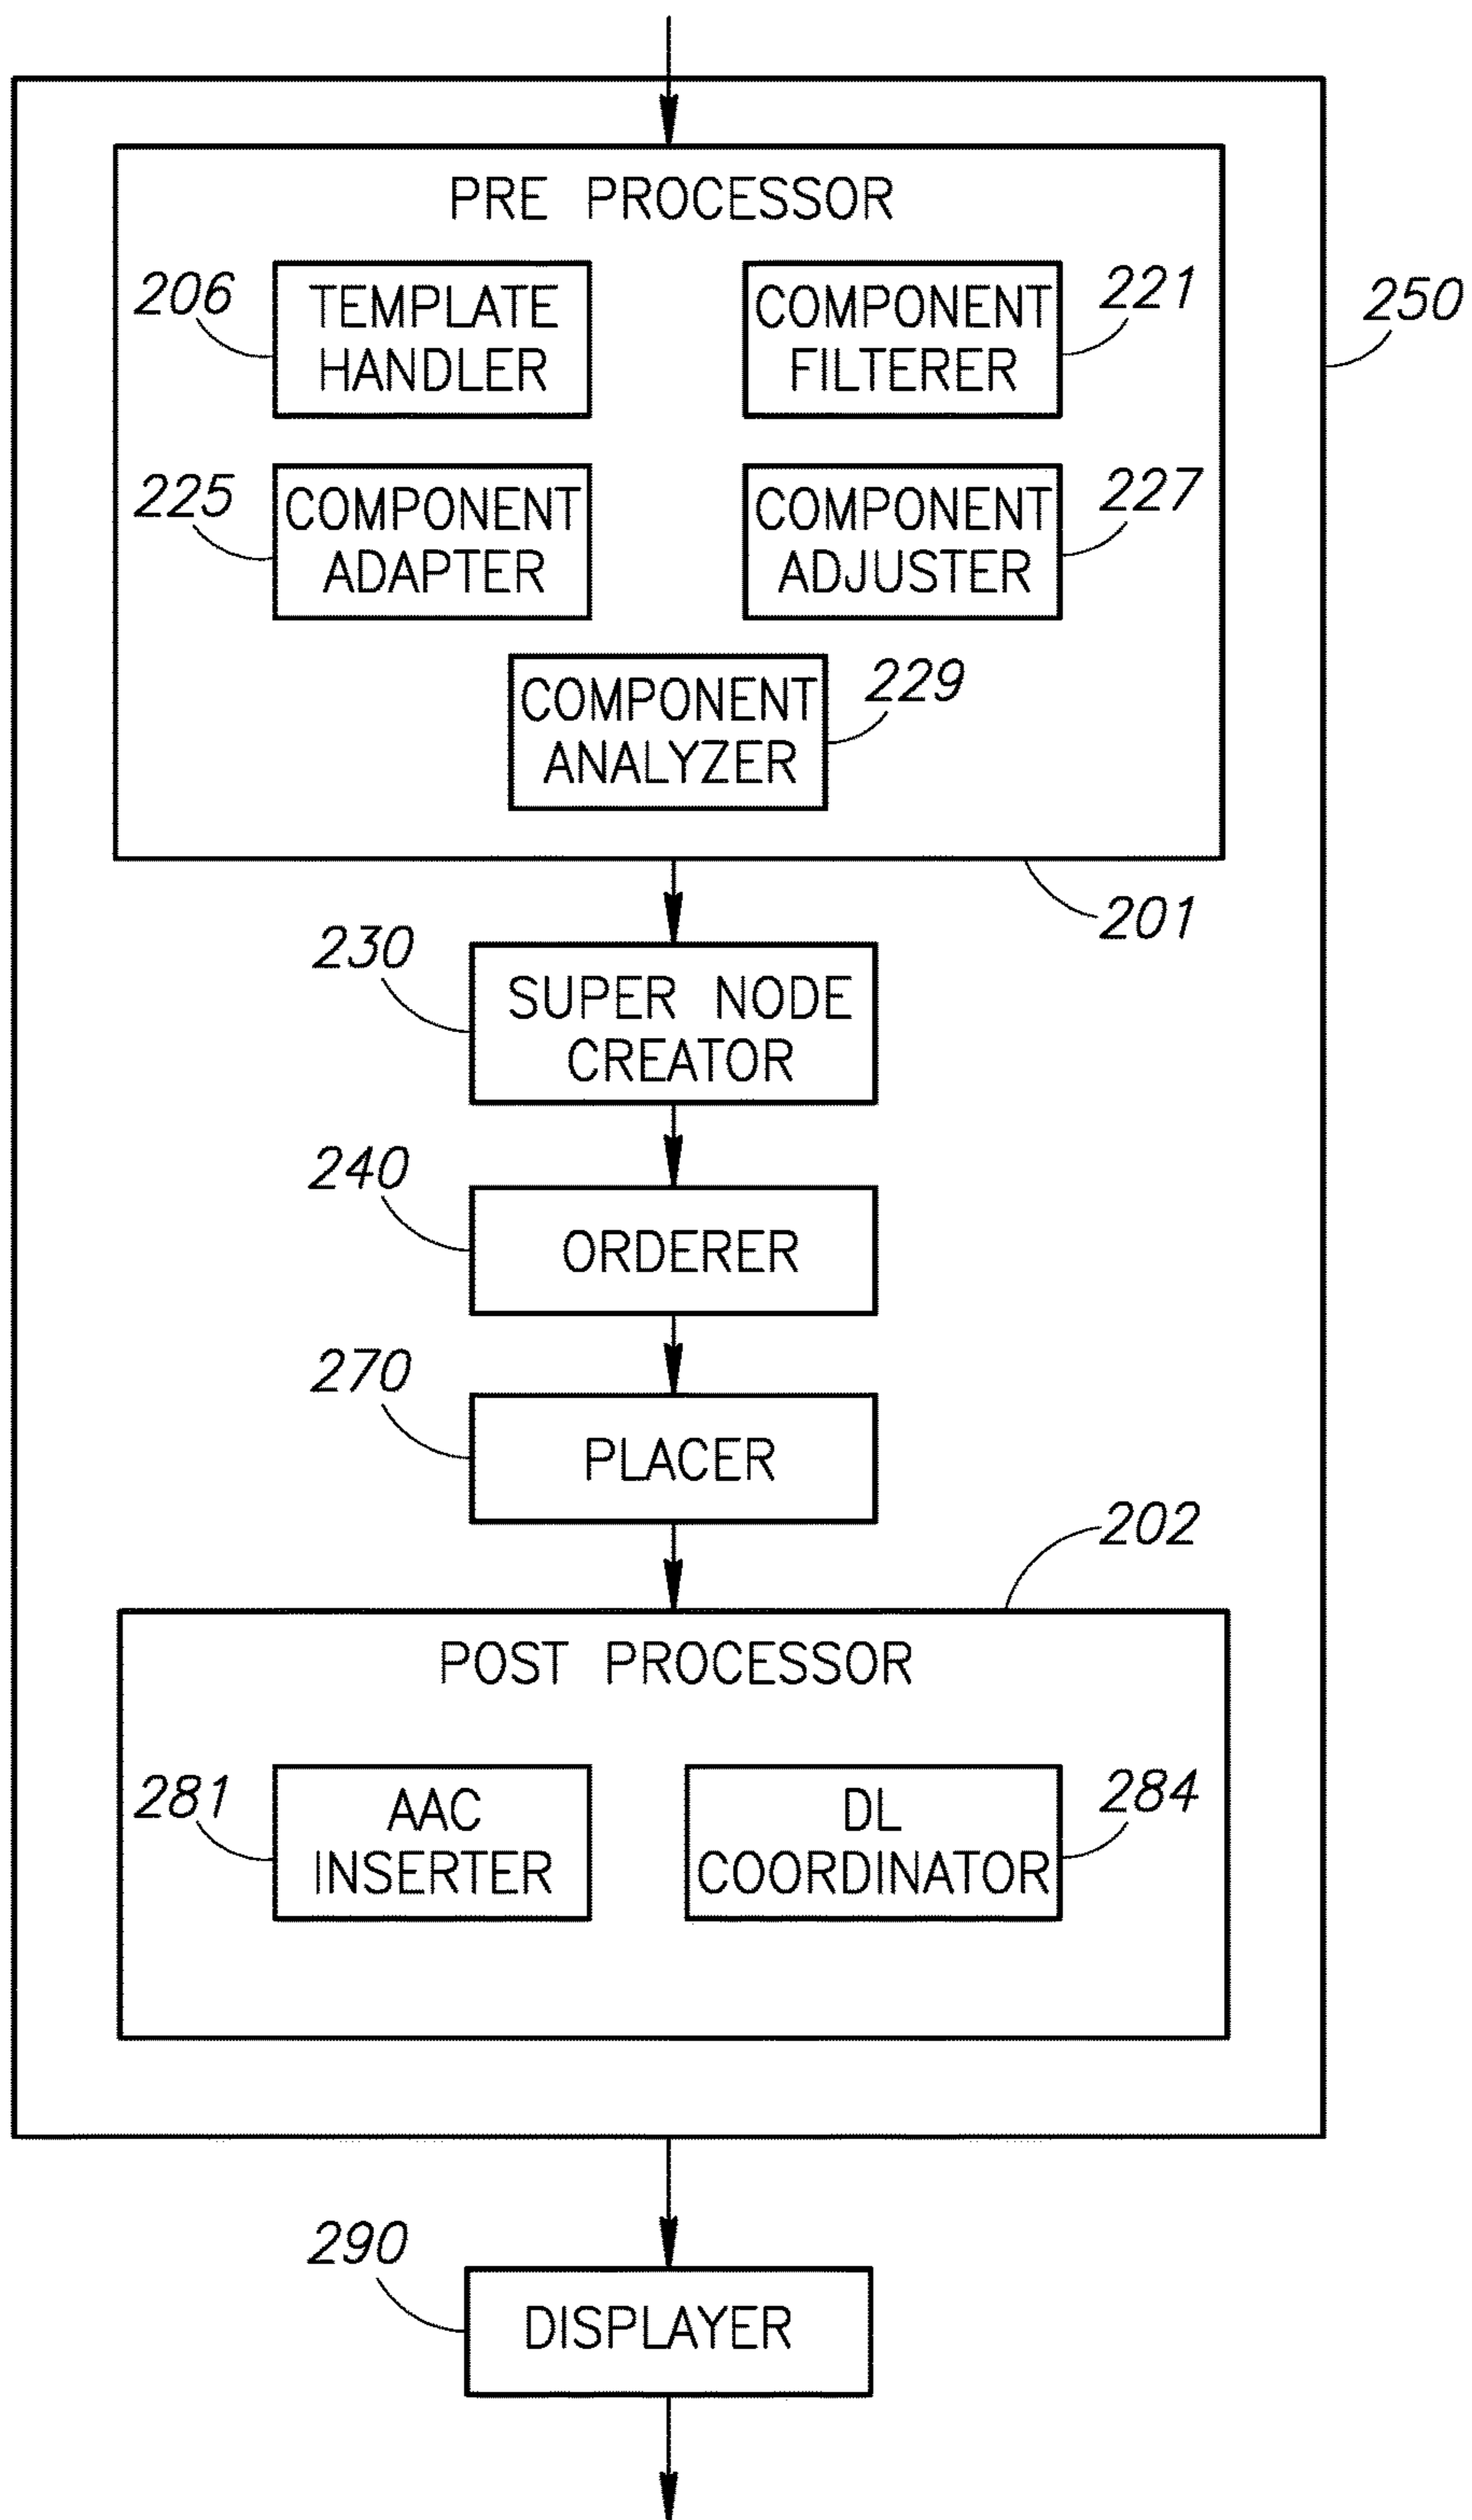 PRE PROCESSOR
206
TEMPLATE
HANDLER
COMPONENT
FILTERER
221
250
225
COMPONENT
ADAPTER
COMPONENT
ADJUSTER
227
COMPONENT
ANALYZER
229
201
230
SUPER NODE
CREATOR
240
ORDERER
270
PLACER
202
POST PROCESSOR
281
AAC
INSERTER
DL
COORDINATOR
284
290
DISPLAYER